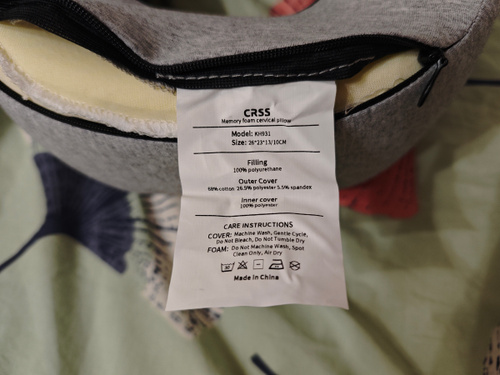 CRSS
Memory foam cervical pillow
Model: KH931
Size: 26*23*13/10CM
Filling
100% polyurethane
Outer Cover
68%cotton 26.5% polyester 5.5% spandex
Inner cover
100% polyester
CARE INSTRUCTIONS
COVER: Machine Wash, Gentle Cycle,
Do Not Bleach, Do Not Tumble Dry
FOAM: Do Not Machine Wash, Spot
Clean Only, Air Dry
Made in China